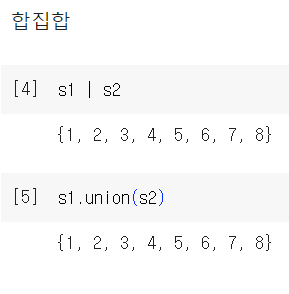 합집합
[4] s1 | s2
{1, 2, 3, 4, 5, 6, 7, 8}
[5] s1.union(s2)
{1, 2, 3, 4, 5, 6, 7, 8}